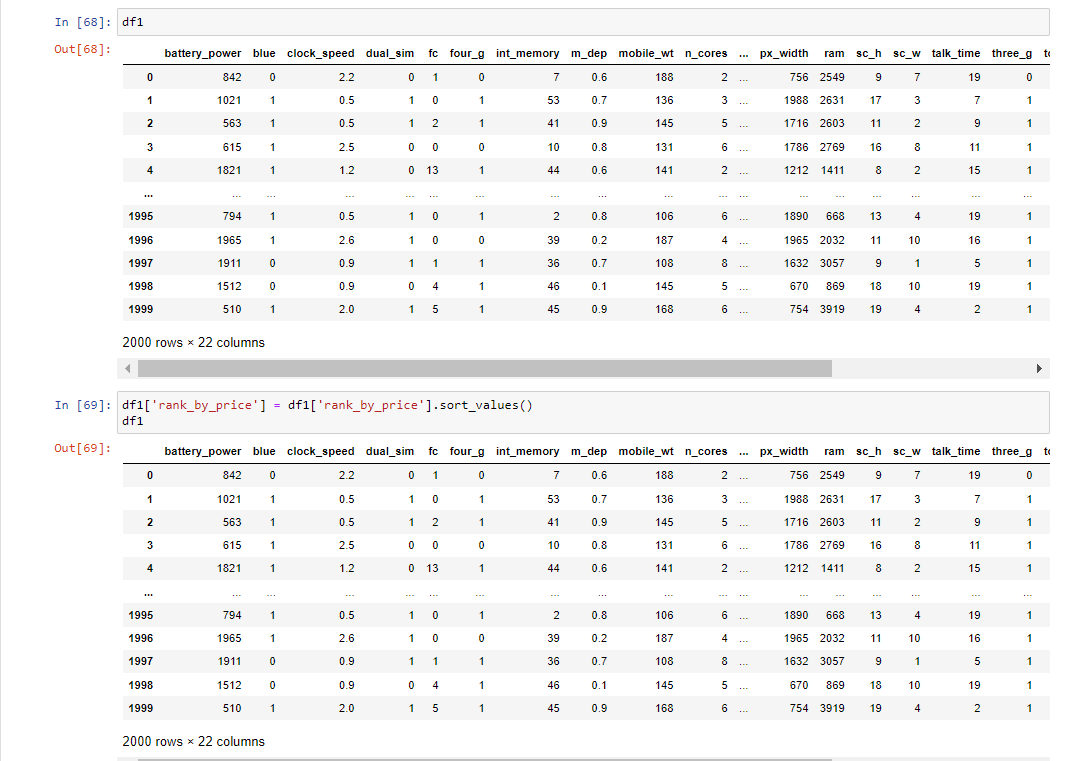 In [68]: df1
Out[68]:
battery_power blue clock_speed dual_sim fc four_g int_memory m_dep mobile_wt n_cores ... px_width ram sc_h sc_w talk_time three_g
0 842 0 2.2 0 1 0 7 0.6 188 2 ... 756 2549 9 7 19 0
1 1021 1 0.5 1 0 1 53 0.7 136 3 ... 1988 2631 17 3 7 1
2 563 1 0.5 1 2 1 41 0.9 145 5 ... 1716 2603 11 2 9 1
3 615 1 2.5 0 0 0 10 0.8 131 6 ... 1786 2769 16 8 11 1
4 1821 1 1.2 0 13 1 44 0.6 141 2 ... 1212 1411 8 2 15 1
... ... ... ... ... ... ... ... ... ... ... ... ... ... ... ... ... ...
1995 794 1 0.5 1 0 1 2 0.8 106 6 ... 1890 668 13 4 19 1
1996 1965 1 2.6 1 0 0 39 0.2 187 4 ... 1965 2032 11 10 16 1
1997 1911 0 0.9 1 1 1 36 0.7 108 8 ... 1632 3057 9 1 5 1
1998 1512 0 0.9 0 4 1 46 0.1 145 5 ... 670 869 18 10 19 1
1999 510 1 2.0 1 5 1 45 0.9 168 6 ... 754 3919 19 4 2 1
2000 rows × 22 columns
In [69]: df1['rank_by_price'] = df1['rank_by_price'].sort_values()
df1
Out[69]:
battery_power blue clock_speed dual_sim fc four_g int_memory m_dep mobile_wt n_cores ... px_width ram sc_h sc_w talk_time three_g
0 842 0 2.2 0 1 0 7 0.6 188 2 ... 756 2549 9 7 19 0
1 1021 1 0.5 1 0 1 53 0.7 136 3 ... 1988 2631 17 3 7 1
2 563 1 0.5 1 2 1 41 0.9 145 5 ... 1716 2603 11 2 9 1
3 615 1 2.5 0 0 0 10 0.8 131 6 ... 1786 2769 16 8 11 1
4 1821 1 1.2 0 13 1 44 0.6 141 2 ... 1212 1411 8 2 15 1
... ... ... ... ... ... ... ... ... ... ... ... ... ... ... ... ... ...
1995 794 1 0.5 1 0 1 2 0.8 106 6 ... 1890 668 13 4 19 1
1996 1965 1 2.6 1 0 0 39 0.2 187 4 ... 1965 2032 11 10 16 1
1997 1911 0 0.9 1 1 1 36 0.7 108 8 ... 1632 3057 9 1 5 1
1998 1512 0 0.9 0 4 1 46 0.1 145 5 ... 670 869 18 10 19 1
1999 510 1 2.0 1 5 1 45 0.9 168 6 ... 754 3919 19 4 2 1
2000 rows × 22 columns